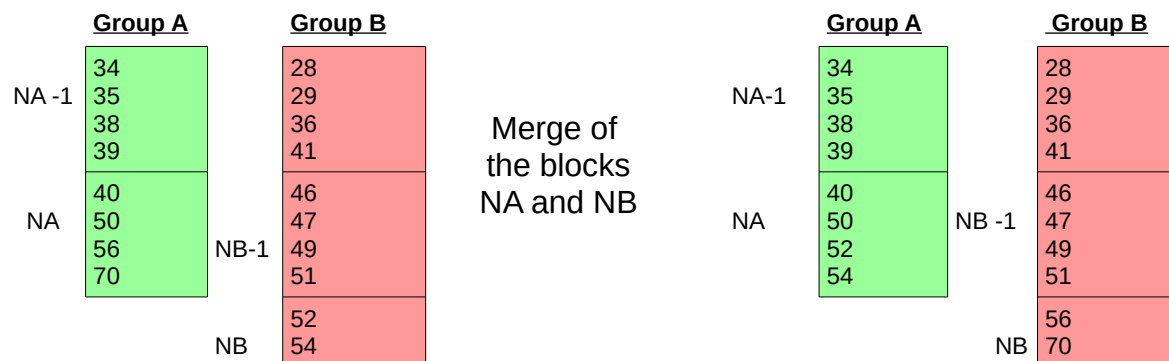 Group A
Group B
NA -1
34
35
38
39
28
29
36
41
NA
40
50
56
70
NB-1
46
47
49
51
NB
52
54
Merge of
the blocks
NA and NB
Group A
Group B
NA-1
34
35
38
39
28
29
36
41
NA
40
50
52
54
NB -1
46
47
49
51
NB
56
70